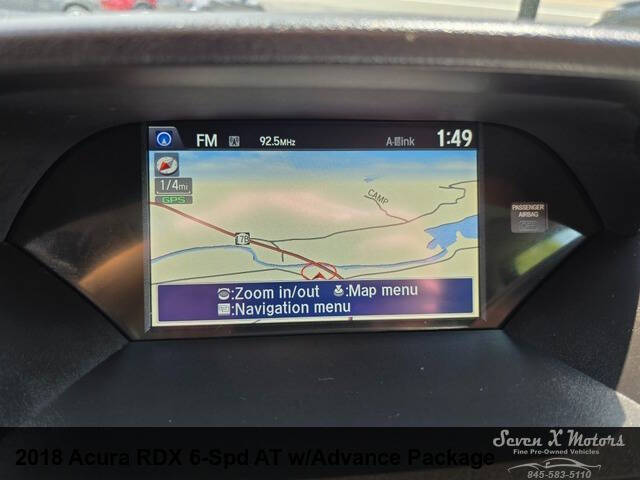 FM 92.5MHz A-Link 1:49
1/4mi
GPS
CAMP
PASSENGER
AIRBAG
:Zoom in/out :Map menu
:Navigation menu
Seven X Motors
Fine Pre-Owned Vehicles
2018 Acura RDX 6-Spd AT w/Advance Package
845-583-5110